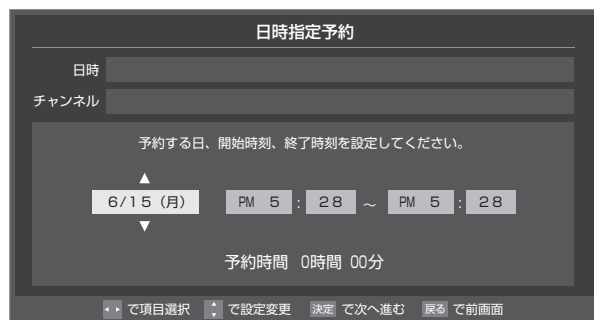 日時指定予約
日時
チャンネル
予約する日、開始時刻、終了時刻を設定してください。
▲
6/15(月) PM 5 : 28 ～ PM 5 : 28
▼
予約時間 0時間 00分
で項目選択 で設定変更 決定 で次へ進む 戻る で前画面